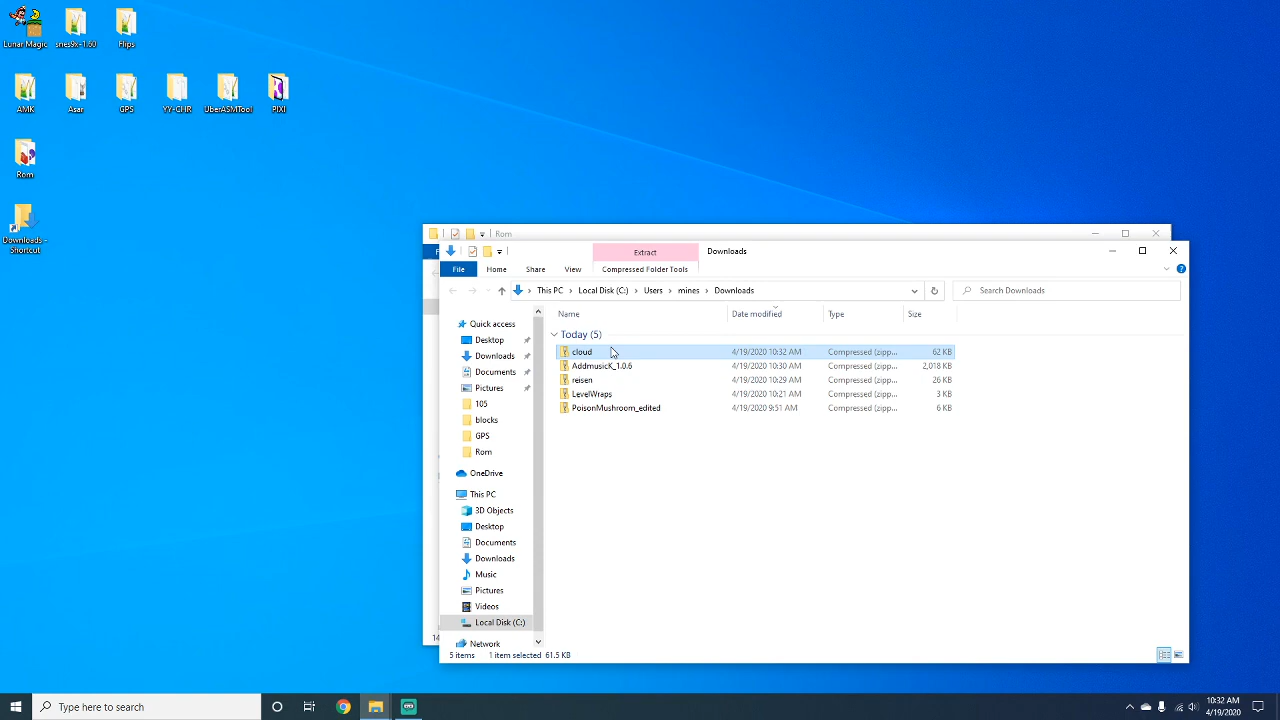 Lunar Magic
snes9x-1.60
Flips
AMK
Asar
GPS
YY-CHR
UberASMTool
PIXI
Rom
Downloads -
Shortcut
Rom
Extract
Downloads
File
Home
Share
View
Compressed Folder Tools
This PC
Local Disk (C:)
Users
mines
Downloads
Search Downloads
Name
Date modified
Type
Size
Quick access
Desktop
Downloads
Documents
Pictures
105
blocks
GPS
Rom
OneDrive
This PC
3D Objects
Desktop
Documents
Downloads
Music
Pictures
Videos
Local Disk (C:)
Network
Today (5)
cloud 4/19/2020 10:32 AM Compressed (zipp... 62 KB
AddmusicK_1.0.6 4/19/2020 10:30 AM Compressed (zipp... 2,018 KB
reisen 4/19/2020 10:29 AM Compressed (zipp... 26 KB
LevelWraps 4/19/2020 10:21 AM Compressed (zipp... 3 KB
PoisonMushroom_edited 4/19/2020 9:51 AM Compressed (zipp... 6 KB
14
5 items 1 item selected 61.5 KB
Type here to search
10:32 AM
4/19/2020